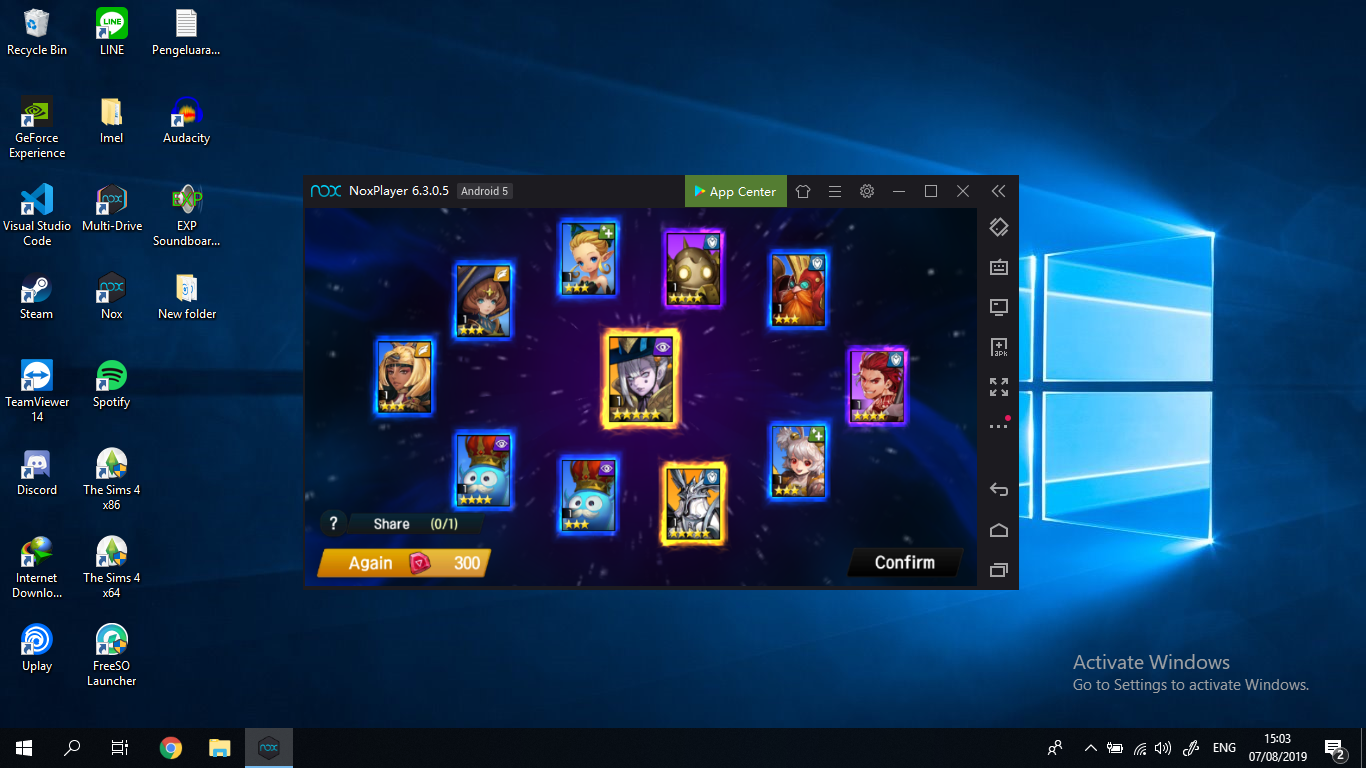 Recycle Bin
LINE
Pengeluara...
GeForce
Experience
Imel
Audacity
Visual Studio
Code
Multi-Drive
EXP
Soundboar...
Steam
Nox
New folder
TeamViewer
14
Spotify
Discord
The Sims 4
x86
Internet
Downlo...
The Sims 4
x64
Uplay
FreeSO
Launcher
nox NoxPlayer 6.3.0.5 Android 5 App Center
1
1
1
1
1
1
1
1
1
1
1
? Share (0/1)
Again 300
Confirm
Activate Windows
Go to Settings to activate Windows.
ENG
15:03
07/08/2019
2